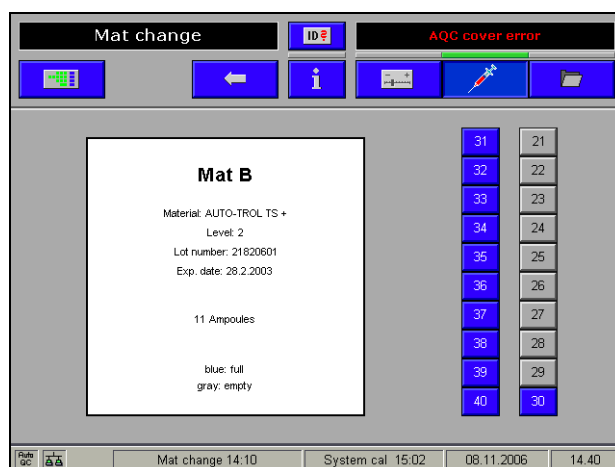 Mat change
ID?
AQC cover error
i
Mat B
Material: AUTO-TROL TS +
Level: 2
Lot number: 21820601
Exp. date: 28.2.2003
11 Ampoules
blue: full
gray: empty
31 21
32 22
33 23
34 24
35 25
36 26
37 27
38 28
39 29
40 30
Auto QC
Mat change 14:10
System cal 15:02
08.11.2006
14.40